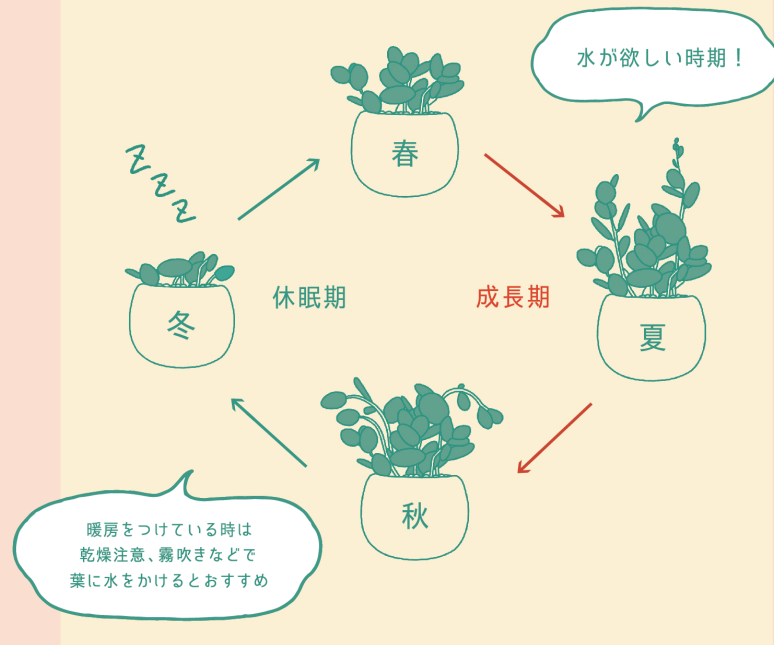 水が欲しい時期！
春
zzz
冬
休眠期
成長期
夏
秋
暖房をつけている時は
乾燥注意、霧吹きなどで
葉に水をかけるとおすすめ